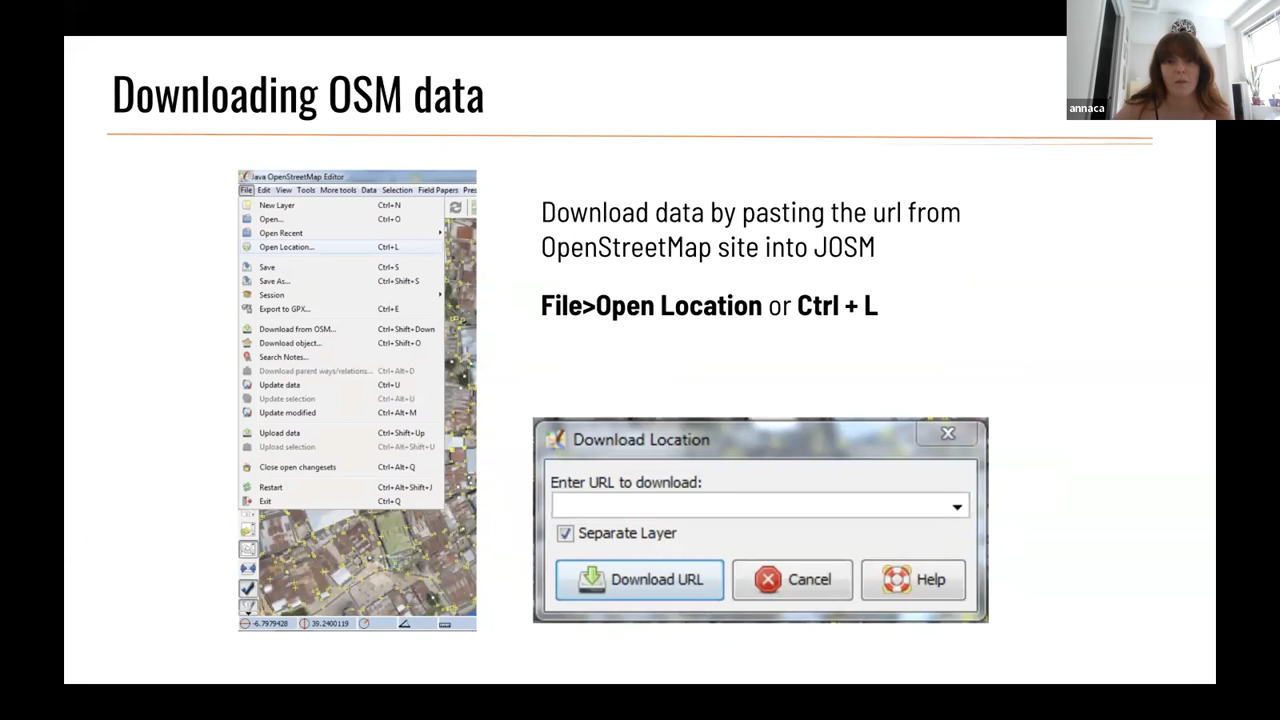 Downloading OSM data
annaca
Java OpenStreetMap Editor
File Edit View Tools More tools Data Selection Field Papers Pres
New Layer Ctrl+N
Open... Ctrl+O
Open Recent
Open Location... Ctrl+L
Save Ctrl+S
Save As... Ctrl+Shift+S
Session
Export to GPX... Ctrl+E
Download from OSM... Ctrl+Shift+Down
Download object... Ctrl+Shift+O
Search Notes...
Download parent ways/relations... Ctrl+Alt+D
Update data Ctrl+U
Update selection Ctrl+Alt+U
Update modified Ctrl+Alt+M
Upload data Ctrl+Shift+Up
Upload selection Ctrl+Alt+Shift+U
Close open changesets Ctrl+Alt+Q
Restart Ctrl+Alt+Shift+J
Exit Ctrl+Q
-6.7979428 39.2400119
Download data by pasting the url from
OpenStreetMap site into JOSM
File>Open Location or Ctrl + L
Download Location
Enter URL to download:
Separate Layer
Download URL Cancel Help